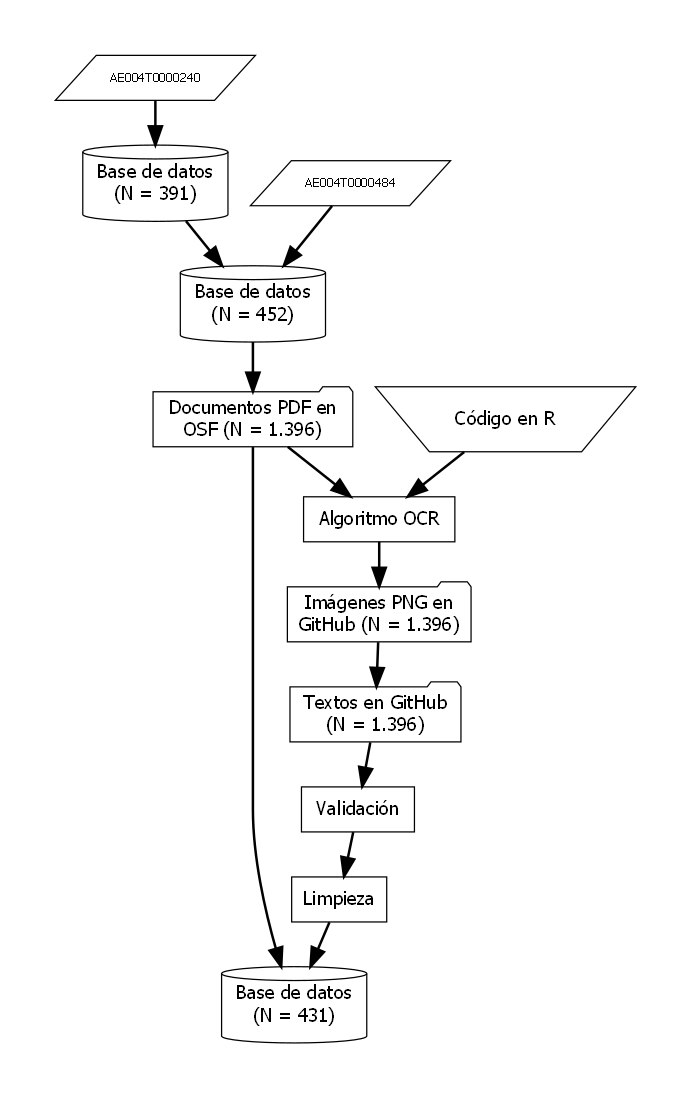 AE004T0000240
Base de datos
(N = 391)
AE004T0000484
Base de datos
(N = 452)
Documentos PDF en
OSF (N = 1.396)
Código en R
Algoritmo OCR
Imágenes PNG en
GitHub (N = 1.396)
Textos en GitHub
(N = 1.396)
Validación
Limpieza
Base de datos
(N = 431)